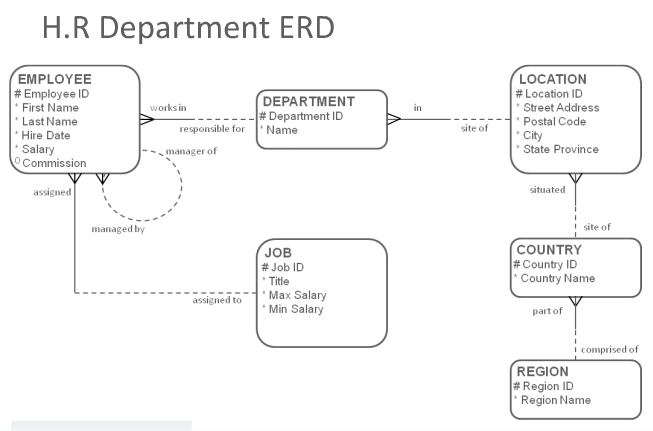 H.R Department ERD
EMPLOYEE
# Employee ID
* First Name
* Last Name
* Hire Date
* Salary
O Commission
works in
responsible for
manager of
managed by
assigned
assigned to
DEPARTMENT
# Department ID
* Name
in
site of
LOCATION
# Location ID
* Street Address
* Postal Code
* City
* State Province
situated
site of
JOB
# Job ID
* Title
* Max Salary
* Min Salary
COUNTRY
# Country ID
* Country Name
part of
comprised of
REGION
# Region ID
* Region Name